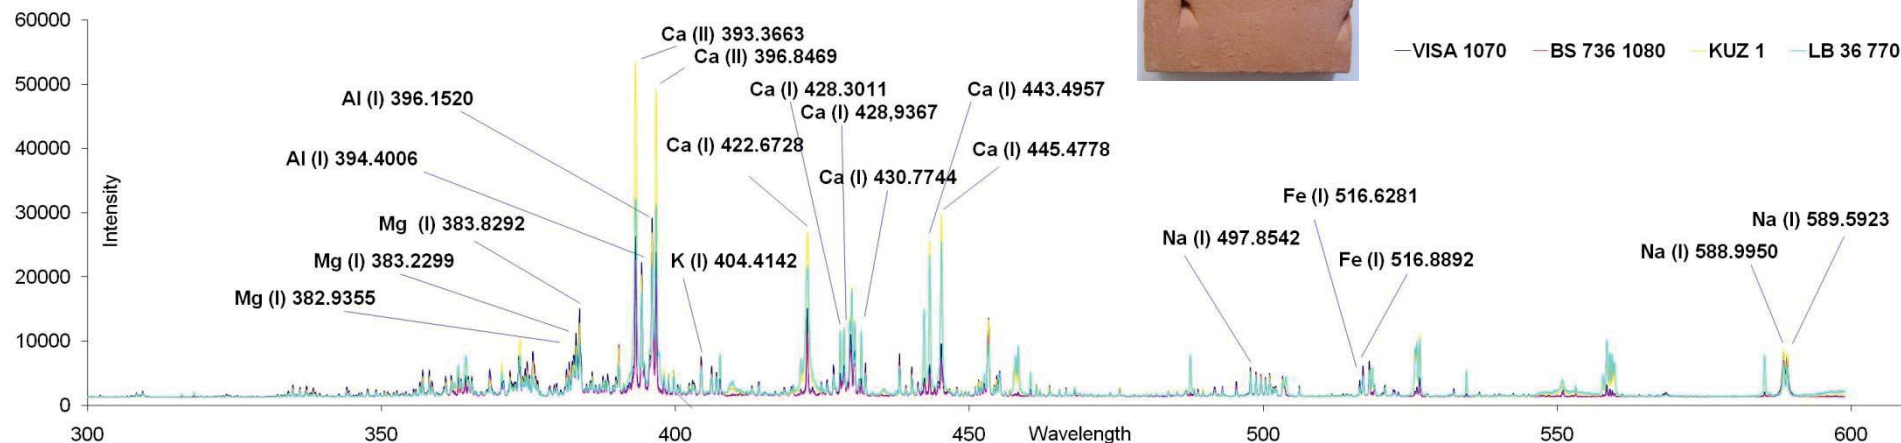 60000
50000
40000
30000
20000
10000
0
Intensity
Ca (II) 393.3663
Ca (II) 396.8469
Al (I) 396.1520
Al (I) 394.4006
Mg (I) 383.8292
Mg (I) 383.2299
Mg (I) 382.9355
K (I) 404.4142
Ca (I) 422.6728
Ca (I) 428.3011
Ca (I) 428,9367
Ca (I) 430.7744
Ca (I) 443.4957
Ca (I) 445.4778
Na (I) 497.8542
Fe (I) 516.6281
Fe (I) 516.8892
Na (I) 588.9950
Na (I) 589.5923
VISA 1070 BS 736 1080 KUZ 1 LB 36 770
300 350 400 450 Wavelength 500 550 600